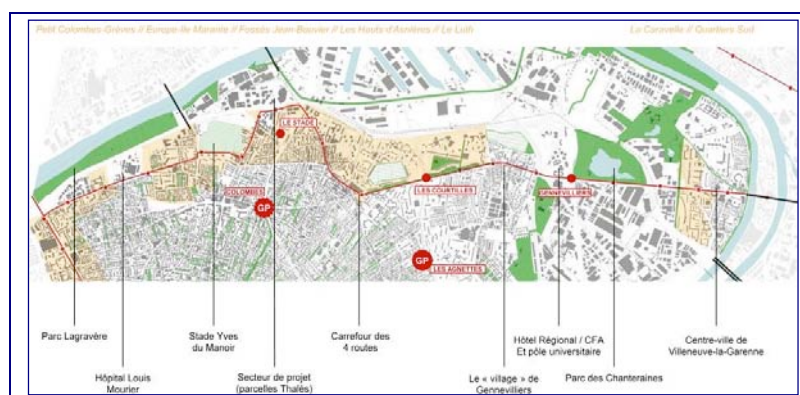 Petit Colombes-Grèves // Europe-Ile Marante // Fossés Jean-Bouvier // Les Hauts d'Asnières // Le Luth
La Caravelle // Quartiers Sud
LE STADE
COLOMBES
GP
LES COURTILLES
GENNEVILLIERS
GP
LES AGNETTES
Parc Lagravère
Stade Yves
du Manoir
Carrefour des
4 routes
Hôtel Régional / CFA
Et pôle universitaire
Centre-ville de
Villeneuve-la-Garenne
Hôpital Louis
Mourier
Secteur de projet
(parcelles Thalès)
Le « village » de
Gennevilliers
Parc des Chanteraines